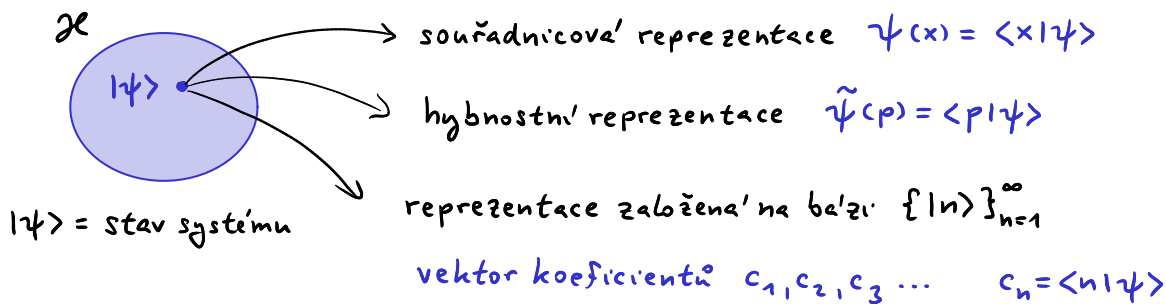 ℋ
|ψ>
souřadnicová reprezentace ψ(x) = <x|ψ>
hybnostní reprezentace ψ̃(p) = <p|ψ>
reprezentace založená na bázi {|n>}∞n=1
|ψ> = stav systému
vektor koeficientů c₁, c₂, c₃ ... cₙ = <n|ψ>